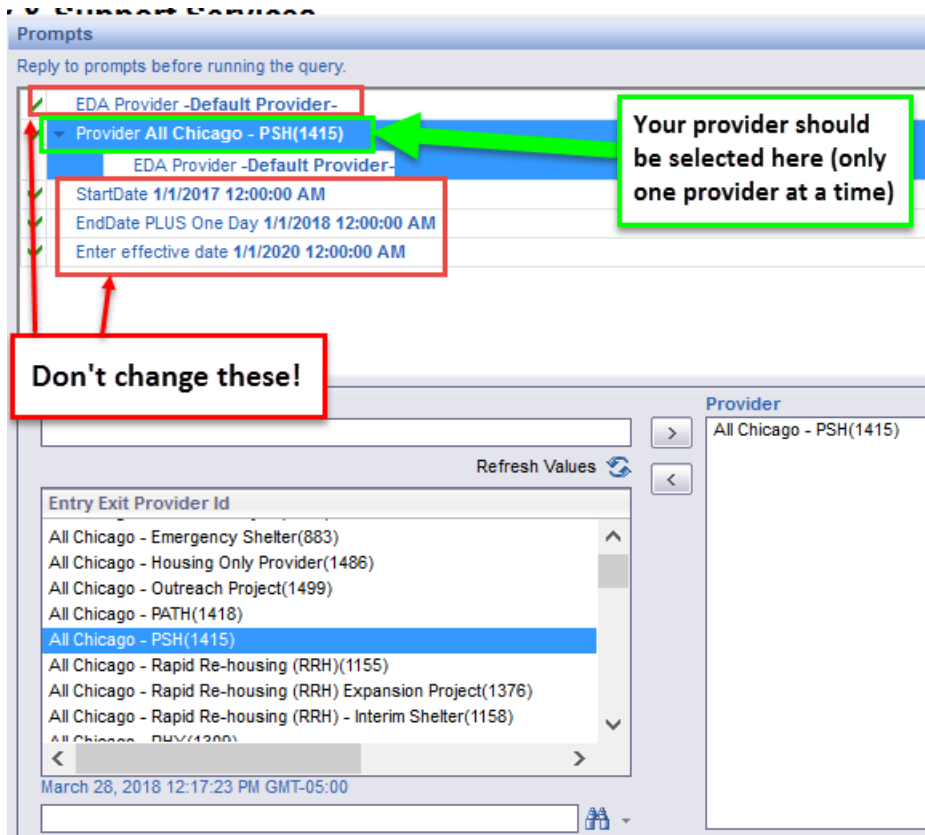 & Support Services
Prompts
Reply to prompts before running the query.
EDA Provider -Default Provider-
Provider All Chicago - PSH(1415)
EDA Provider -Default Provider-
StartDate 1/1/2017 12:00:00 AM
EndDate PLUS One Day 1/1/2018 12:00:00 AM
Enter effective date 1/1/2020 12:00:00 AM
Your provider should
be selected here (only
one provider at a time)
Don't change these!
Refresh Values
Entry Exit Provider Id
All Chicago - Emergency Shelter(883)
All Chicago - Housing Only Provider(1486)
All Chicago - Outreach Project(1499)
All Chicago - PATH(1418)
All Chicago - PSH(1415)
All Chicago - Rapid Re-housing (RRH)(1155)
All Chicago - Rapid Re-housing (RRH) Expansion Project(1376)
All Chicago - Rapid Re-housing (RRH) - Interim Shelter(1158)
All Chicago - RHY(1309)
March 28, 2018 12:17:23 PM GMT-05:00
Provider
All Chicago - PSH(1415)